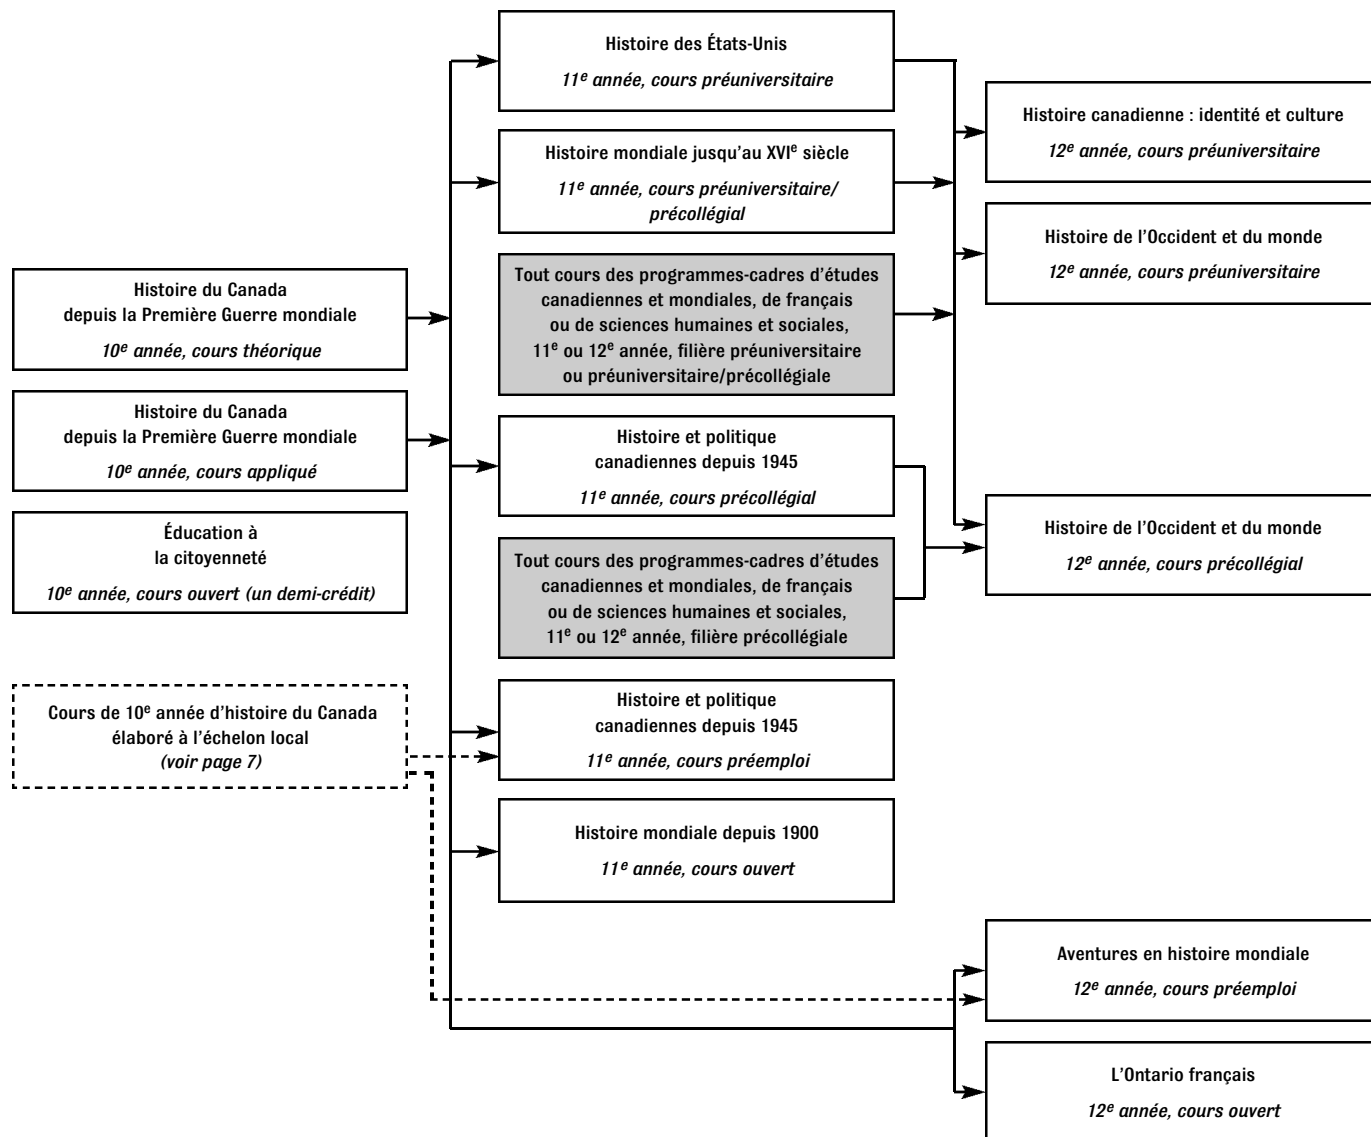 Histoire du Canada
depuis la Première Guerre mondiale
10e année, cours théorique
Histoire du Canada
depuis la Première Guerre mondiale
10e année, cours appliqué
Éducation à
la citoyenneté
10e année, cours ouvert (un demi-crédit)
Cours de 10e année d’histoire du Canada
élaboré à l’échelon local
(voir page 7)
Histoire des États-Unis
11e année, cours préuniversitaire
Histoire mondiale jusqu'au XVIe siècle
11e année, cours préuniversitaire/
précollégial
Tout cours des programmes-cadres d’études
canadiennes et mondiales, de français
ou de sciences humaines et sociales,
11e ou 12e année, filière préuniversitaire
ou préuniversitaire/précollégiale
Histoire et politique
canadiennes depuis 1945
11e année, cours précollégial
Tout cours des programmes-cadres d’études
canadiennes et mondiales, de français
ou de sciences humaines et sociales,
11e ou 12e année, filière précollégiale
Histoire et politique
canadiennes depuis 1945
11e année, cours préemploi
Histoire mondiale depuis 1900
11e année, cours ouvert
Histoire canadienne : identité et culture
12e année, cours préuniversitaire
Histoire de l’Occident et du monde
12e année, cours préuniversitaire
Histoire de l’Occident et du monde
12e année, cours précollégial
Aventures en histoire mondiale
12e année, cours préemploi
L’Ontario français
12e année, cours ouvert